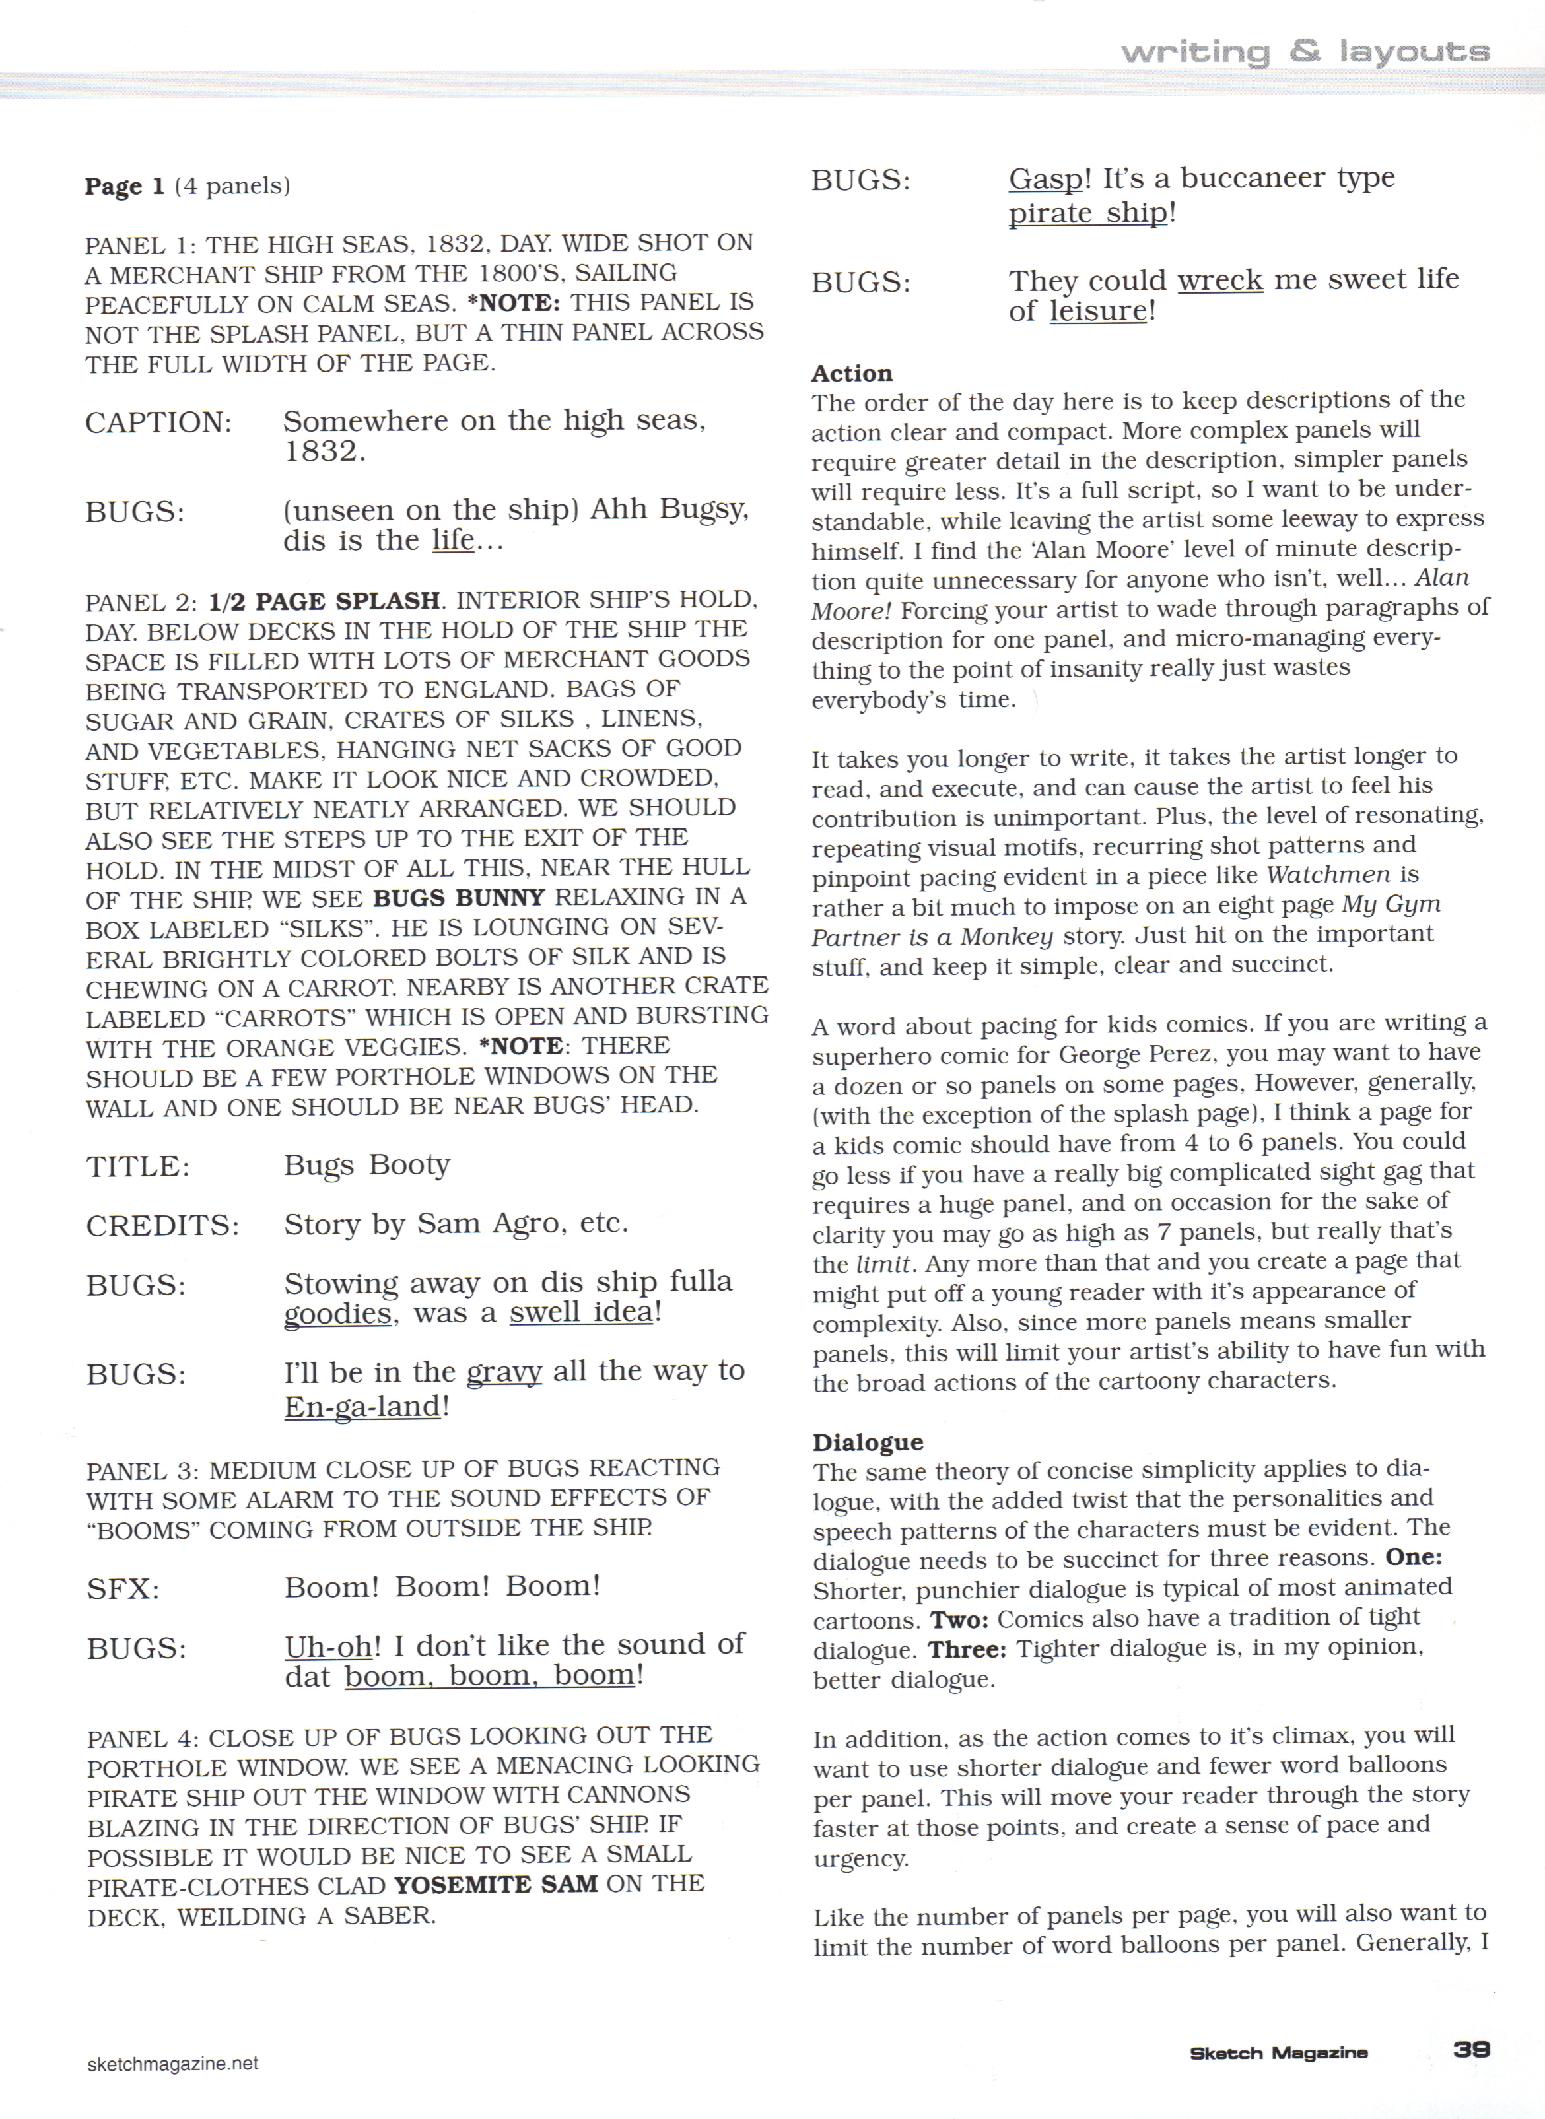 writing & layouts
Page 1 (4 panels)
PANEL 1: THE HIGH SEAS, 1832, DAY. WIDE SHOT ON
A MERCHANT SHIP FROM THE 1800'S, SAILING
PEACEFULLY ON CALM SEAS. *NOTE: THIS PANEL IS
NOT THE SPLASH PANEL, BUT A THIN PANEL ACROSS
THE FULL WIDTH OF THE PAGE.
CAPTION: Somewhere on the high seas,
1832.
BUGS: (unseen on the ship) Ahh Bugsy,
dis is the life...
PANEL 2: 1/2 PAGE SPLASH. INTERIOR SHIP'S HOLD,
DAY. BELOW DECKS IN THE HOLD OF THE SHIP THE
SPACE IS FILLED WITH LOTS OF MERCHANT GOODS
BEING TRANSPORTED TO ENGLAND. BAGS OF
SUGAR AND GRAIN, CRATES OF SILKS , LINENS,
AND VEGETABLES, HANGING NET SACKS OF GOOD
STUFF, ETC. MAKE IT LOOK NICE AND CROWDED,
BUT RELATIVELY NEATLY ARRANGED. WE SHOULD
ALSO SEE THE STEPS UP TO THE EXIT OF THE
HOLD. IN THE MIDST OF ALL THIS, NEAR THE HULL
OF THE SHIP, WE SEE BUGS BUNNY RELAXING IN A
BOX LABELED “SILKS”. HE IS LOUNGING ON SEV-
ERAL BRIGHTLY COLORED BOLTS OF SILK AND IS
CHEWING ON A CARROT. NEARBY IS ANOTHER CRATE
LABELED “CARROTS” WHICH IS OPEN AND BURSTING
WITH THE ORANGE VEGGIES. *NOTE: THERE
SHOULD BE A FEW PORTHOLE WINDOWS ON THE
WALL AND ONE SHOULD BE NEAR BUGS' HEAD.
TITLE: Bugs Booty
CREDITS: Story by Sam Agro, etc.
BUGS: Stowing away on dis ship fulla
goodies, was a swell idea!
BUGS: I'll be in the gravy all the way to
En-ga-land!
PANEL 3: MEDIUM CLOSE UP OF BUGS REACTING
WITH SOME ALARM TO THE SOUND EFFECTS OF
“BOOMS” COMING FROM OUTSIDE THE SHIP.
SFX: Boom! Boom! Boom!
BUGS: Uh-oh! I don't like the sound of
dat boom, boom, boom!
PANEL 4: CLOSE UP OF BUGS LOOKING OUT THE
PORTHOLE WINDOW. WE SEE A MENACING LOOKING
PIRATE SHIP OUT THE WINDOW WITH CANNONS
BLAZING IN THE DIRECTION OF BUGS' SHIP. IF
POSSIBLE IT WOULD BE NICE TO SEE A SMALL
PIRATE-CLOTHES CLAD YOSEMITE SAM ON THE
DECK, WEILDING A SABER.
BUGS: Gasp! It's a buccaneer type
pirate ship!
BUGS: They could wreck me sweet life
of leisure!
Action
The order of the day here is to keep descriptions of the
action clear and compact. More complex panels will
require greater detail in the description, simpler panels
will require less. It's a full script, so I want to be under-
standable, while leaving the artist some leeway to express
himself. I find the ‘Alan Moore’ level of minute descrip-
tion quite unnecessary for anyone who isn't, well... Alan
Moore! Forcing your artist to wade through paragraphs of
description for one panel, and micro-managing every-
thing to the point of insanity really just wastes
everybody's time.
It takes you longer to write, it takes the artist longer to
read, and execute, and can cause the artist to feel his
contribution is unimportant. Plus, the level of resonating,
repeating visual motifs, recurring shot patterns and
pinpoint pacing evident in a piece like Watchmen is
rather a bit much to impose on an eight page My Gym
Partner is a Monkey story. Just hit on the important
stuff, and keep it simple, clear and succinct.
A word about pacing for kids comics. If you are writing a
superhero comic for George Perez, you may want to have
a dozen or so panels on some pages, However, generally,
(with the exception of the splash page), I think a page for
a kids comic should have from 4 to 6 panels. You could
go less if you have a really big complicated sight gag that
requires a huge panel, and on occasion for the sake of
clarity you may go as high as 7 panels, but really that's
the limit. Any more than that and you create a page that
might put off a young reader with it's appearance of
complexity. Also, since more panels means smaller
panels, this will limit your artist's ability to have fun with
the broad actions of the cartoony characters.
Dialogue
The same theory of concise simplicity applies to dia-
logue, with the added twist that the personalities and
speech patterns of the characters must be evident. The
dialogue needs to be succinct for three reasons. One:
Shorter, punchier dialogue is typical of most animated
cartoons. Two: Comics also have a tradition of tight
dialogue. Three: Tighter dialogue is, in my opinion,
better dialogue.
In addition, as the action comes to it's climax, you will
want to use shorter dialogue and fewer word balloons
per panel. This will move your reader through the story
faster at those points, and create a sense of pace and
urgency.
Like the number of panels per page, you will also want to
limit the number of word balloons per panel. Generally, I
sketchmagazine.net
Sketch Magazine 39